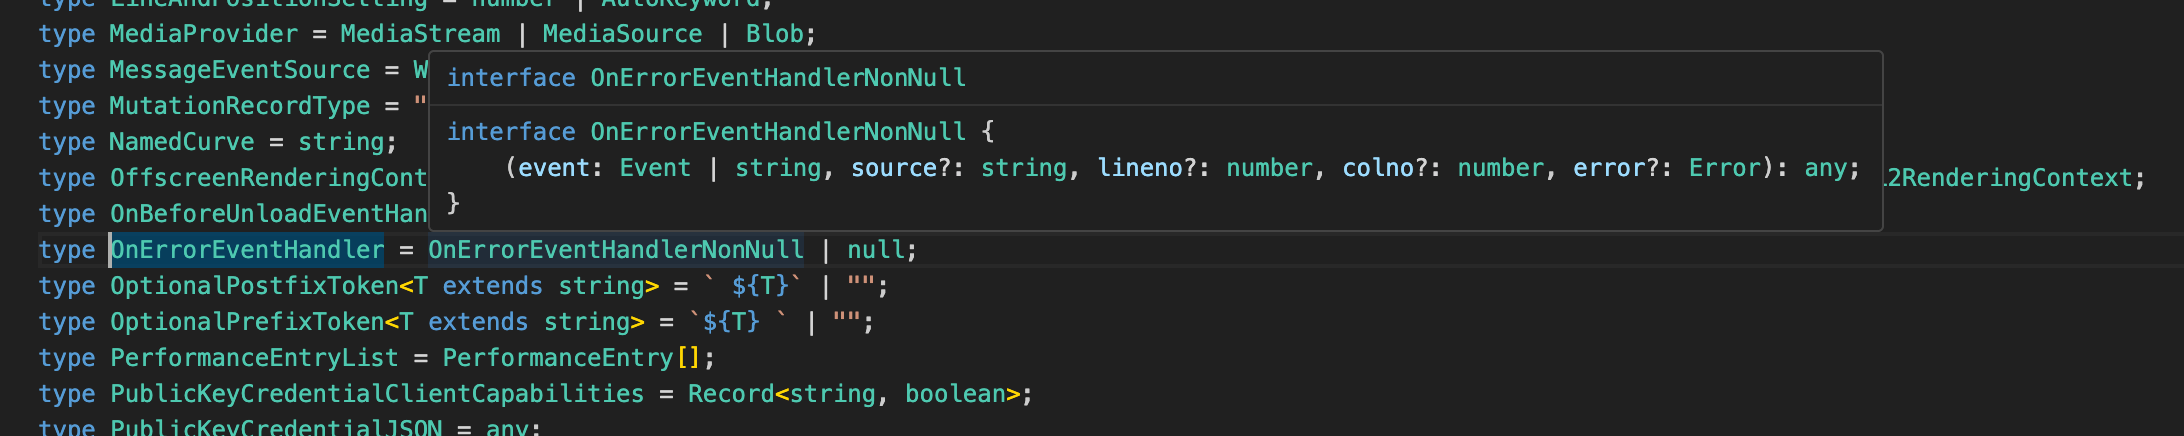 type LineAndPositionSetting = number | AutoKeyword;
type MediaProvider = MediaStream | MediaSource | Blob;
type MessageEventSource = W
type MutationRecordType = "
type NamedCurve = string;
type OffscreenRenderingCont
2RenderingContext;
type OnBeforeUnloadEventHan
interface OnErrorEventHandlerNonNull
interface OnErrorEventHandlerNonNull {
(event: Event | string, source?: string, lineno?: number, colno?: number, error?: Error): any;
}
type OnErrorEventHandler = OnErrorEventHandlerNonNull | null;
type OptionalPostfixToken<T extends string> = ` ${T}` | "";
type OptionalPrefixToken<T extends string> = `${T} ` | "";
type PerformanceEntryList = PerformanceEntry[];
type PublicKeyCredentialClientCapabilities = Record<string, boolean>;
type PublicKeyCredentialJSON = any;